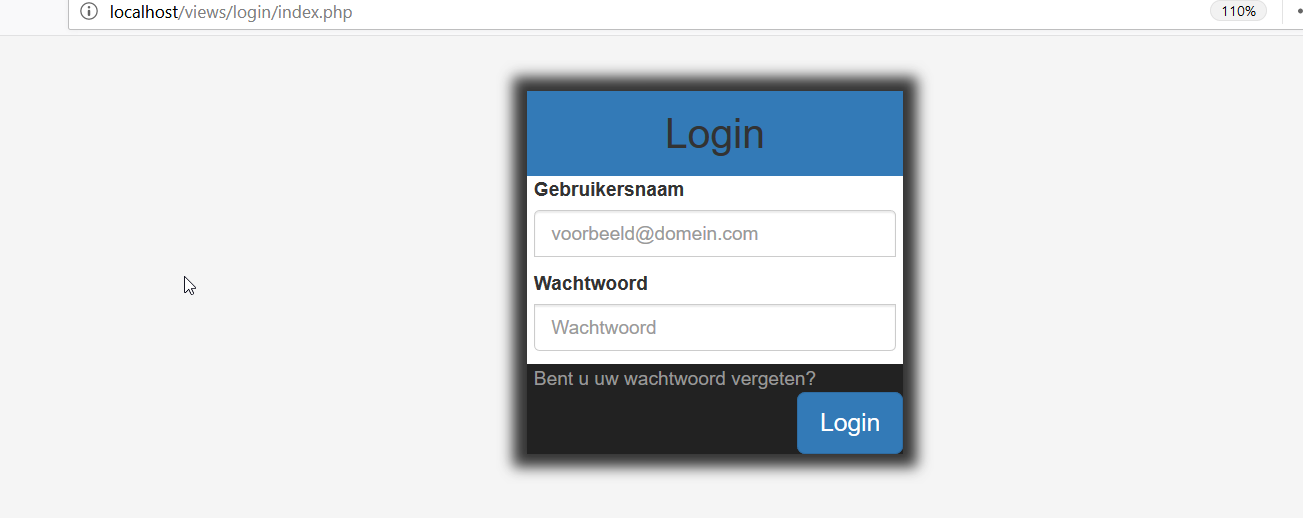 localhost/views/login/index.php
110%
Login
Gebruikersnaam
voorbeeld@domein.com
Wachtwoord
Wachtwoord
Bent u uw wachtwoord vergeten?
Login